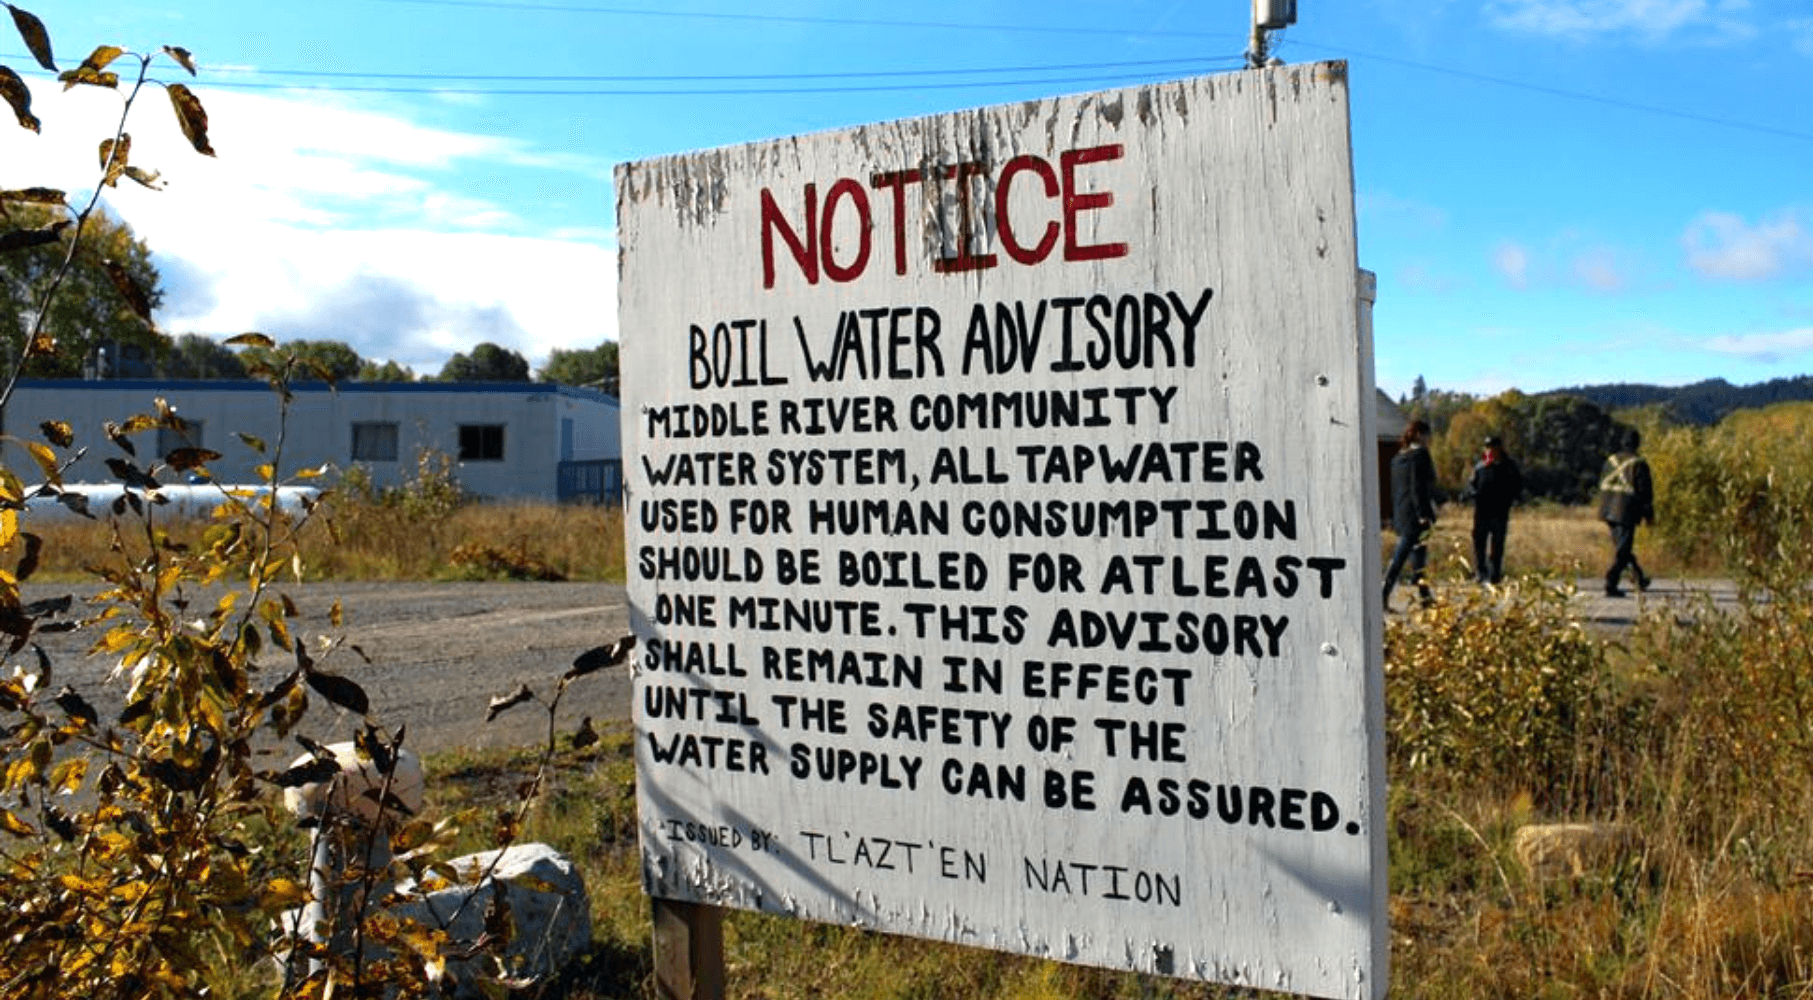 NOTICE
BOIL WATER ADVISORY
MIDDLE RIVER COMMUNITY
WATER SYSTEM, ALL TAPWATER
USED FOR HUMAN CONSUMPTION
SHOULD BE BOILED FOR ATLEAST
ONE MINUTE. THIS ADVISORY
SHALL REMAIN IN EFFECT
UNTIL THE SAFETY OF THE
WATER SUPPLY CAN BE ASSURED.
ISSUED BY: TL'AZT'EN NATION